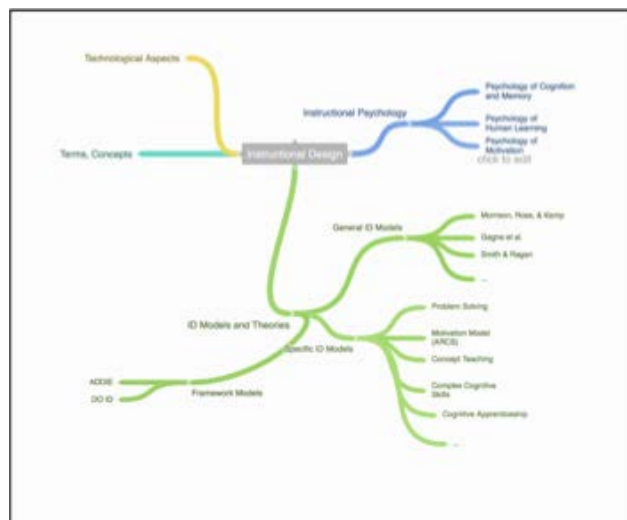 Technological Aspects
Psychology of Cognition
and Memory
Instructional Psychology
Psychology of
Human Learning
Psychology of
Motivation
click to edit
Terms, Concepts
Instructional Design
Morrison, Ross, & Kemp
General ID Models
Gagne et al.
Smith & Ragan
...
Problem Solving
ID Models and Theories
Motivation Model
(ARCS)
Specific ID Models
Concept Teaching
ADDIE
Framework Models
Complex Cognitive
Skills
Cognitive Apprenticeship
...